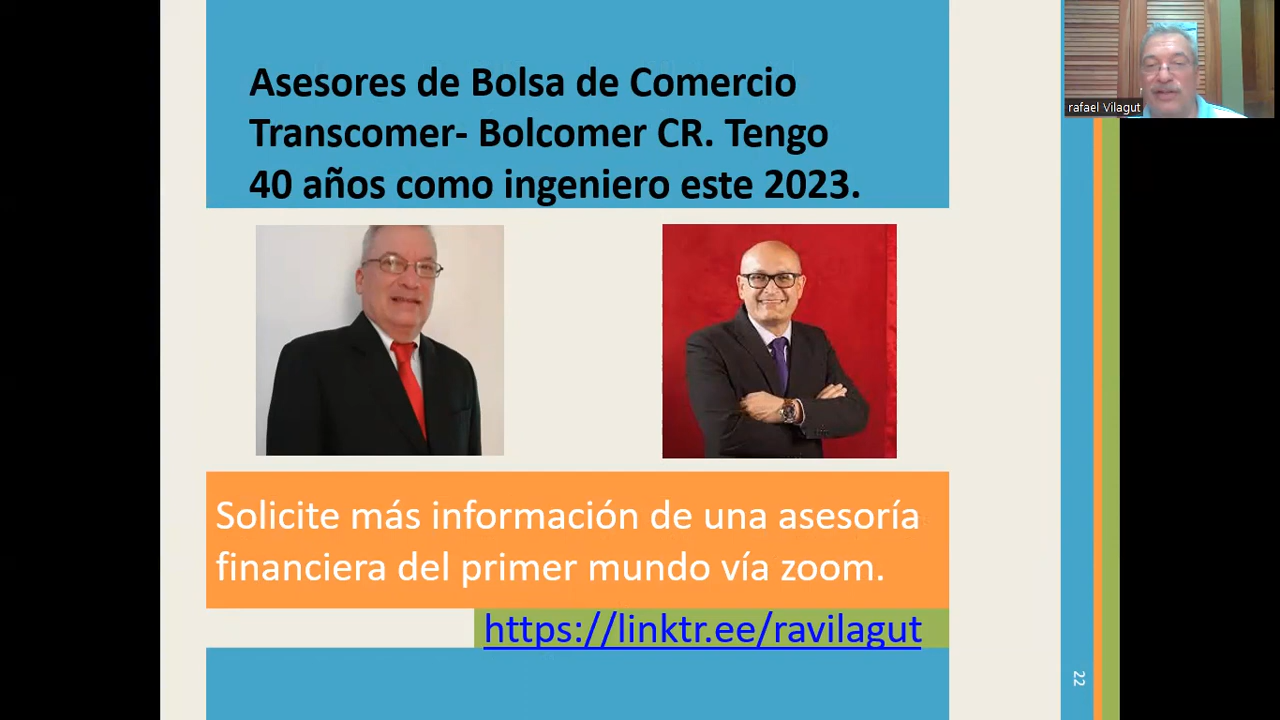 Asesores de Bolsa de Comercio
Transcomer- Bolcomer CR. Tengo
40 años como ingeniero este 2023.
rafael Vilagut
Solicite más información de una asesoría
financiera del primer mundo vía zoom.
https://linktr.ee/ravilagut
22